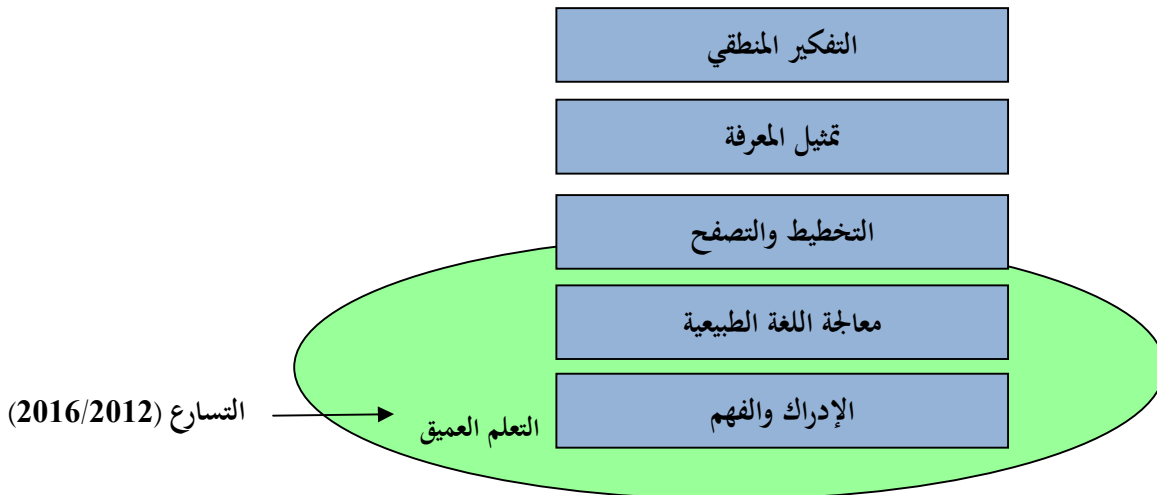 التفكير المنطقي
تمثيل المعرفة
التخطيط والتصفح
معالجة اللغة الطبيعية
الإدراك والفهم
التعلم العميق
التسارع (2016/2012)